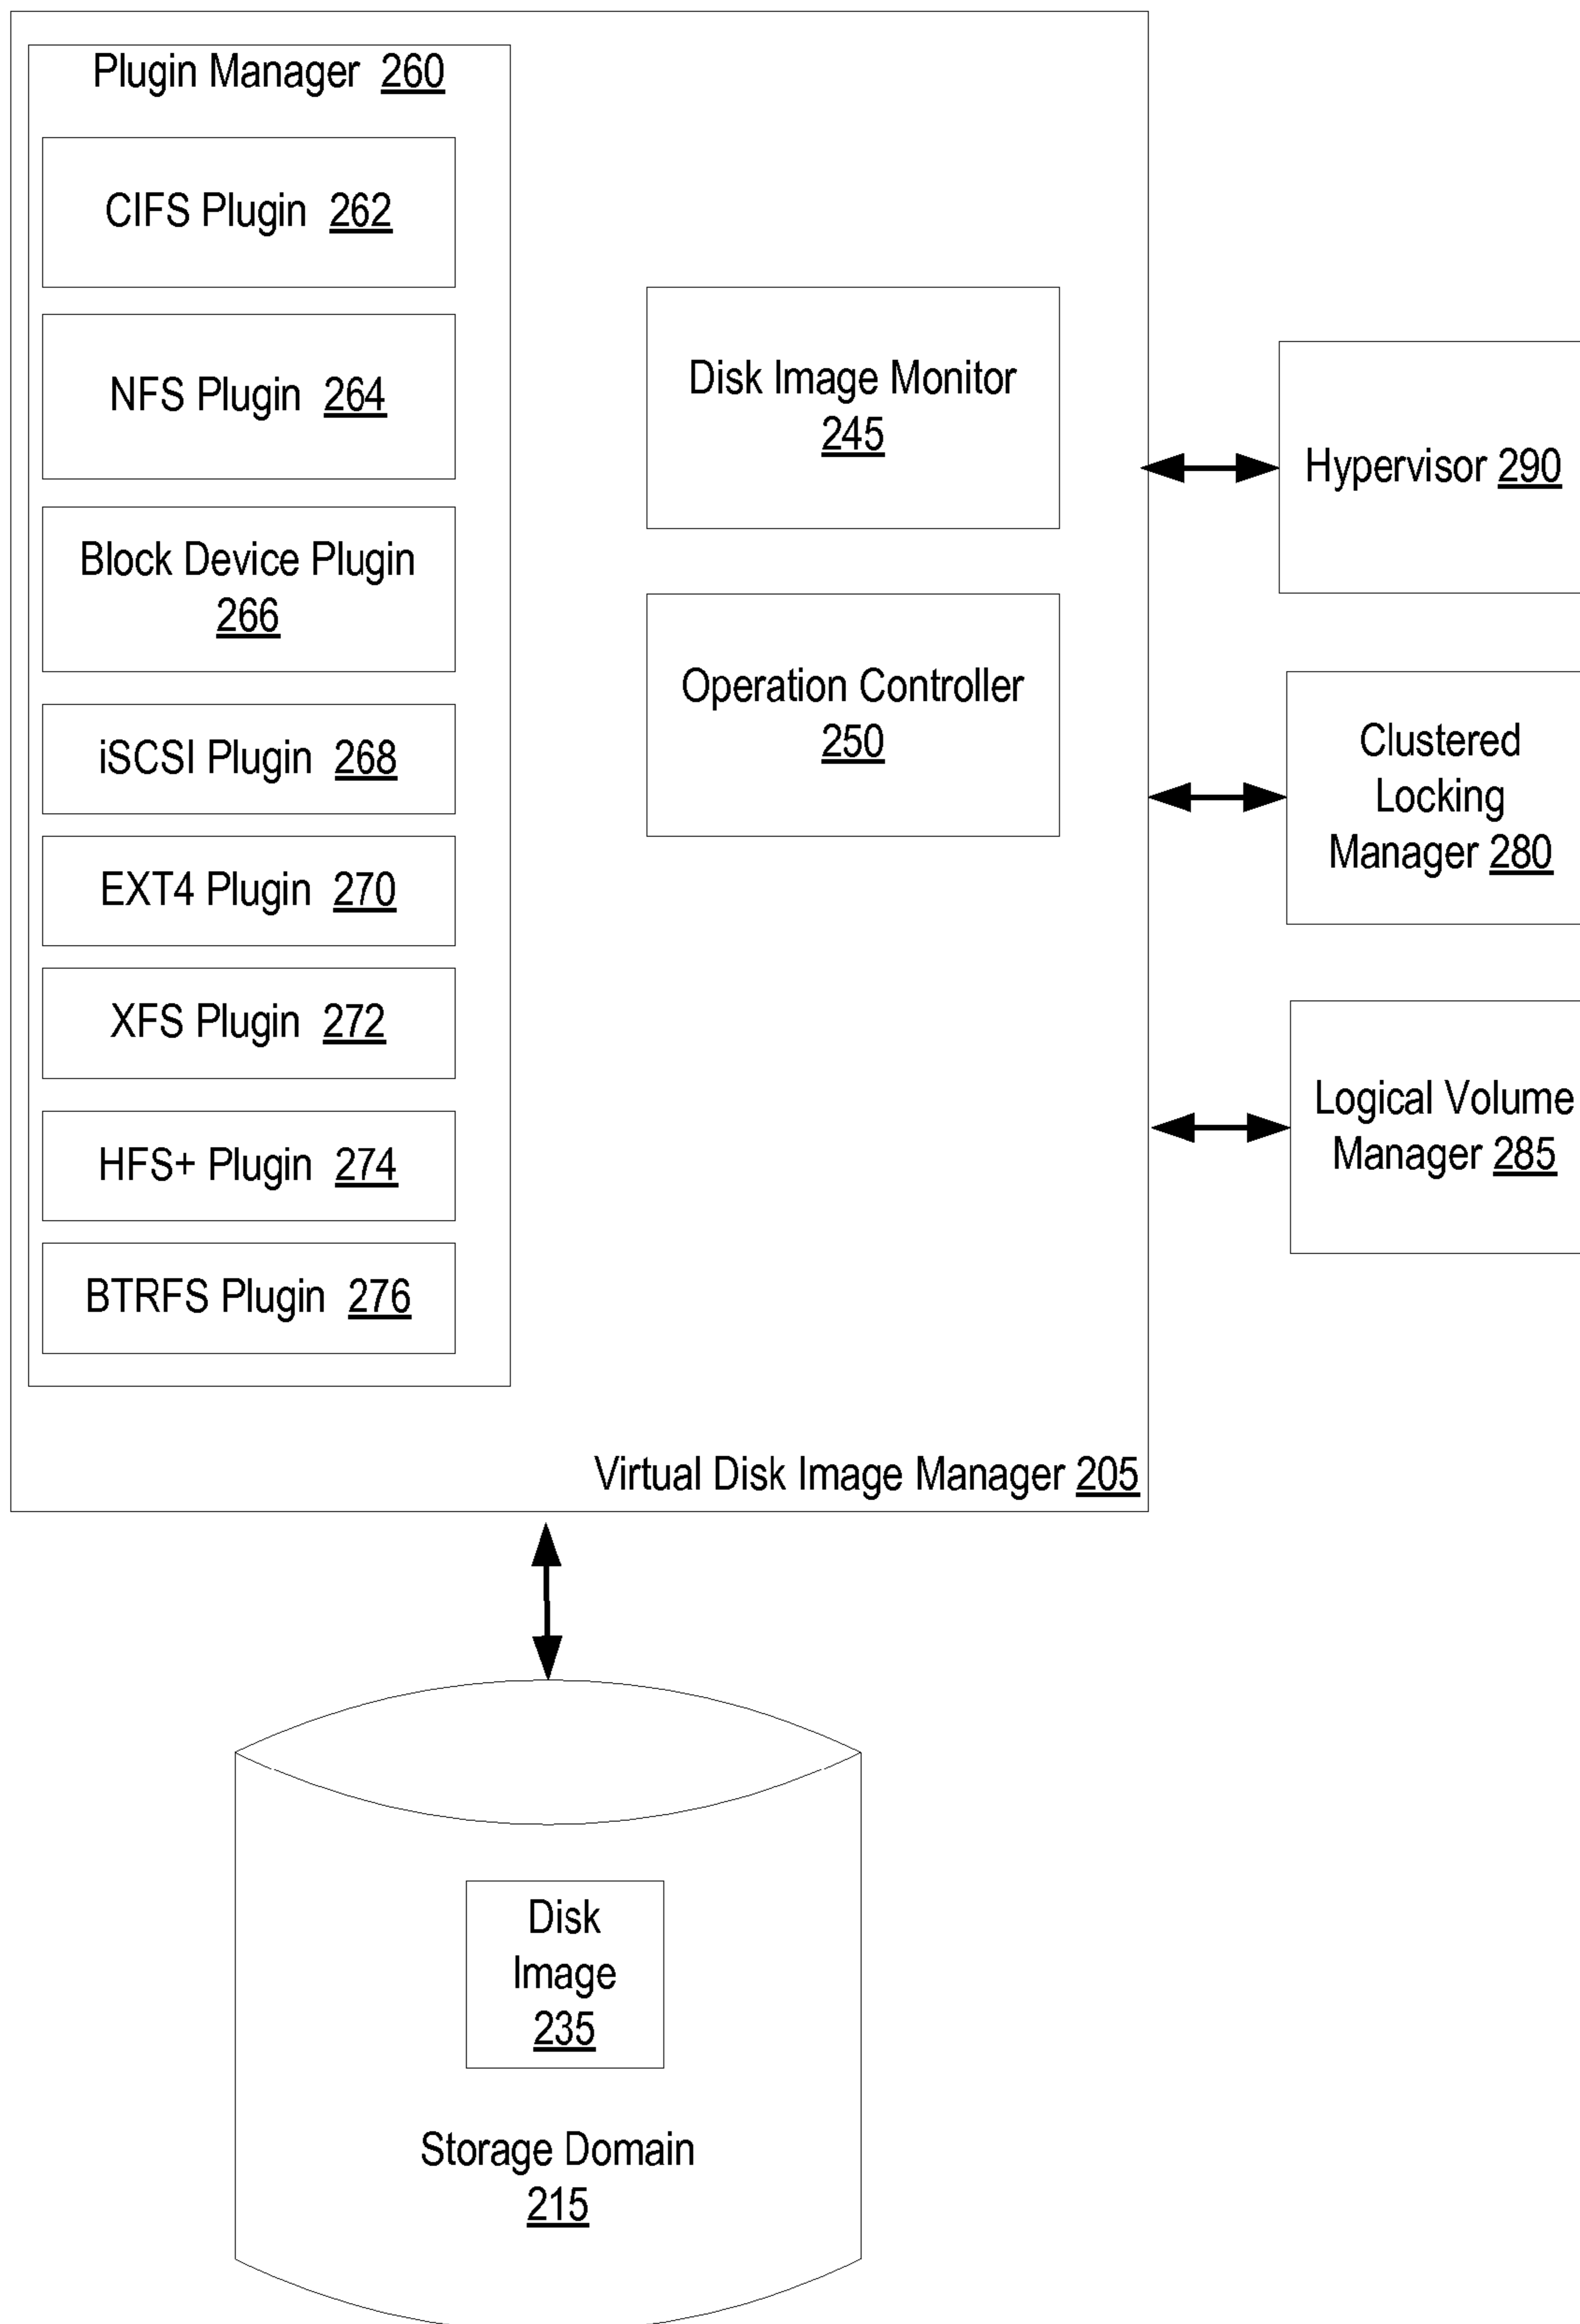 Plugin Manager 260
CIFS Plugin 262
NFS Plugin 264
Block Device Plugin
266
iSCSI Plugin 268
EXT4 Plugin 270
XFS Plugin 272
HFS+ Plugin 274
BTRFS Plugin 276
Disk Image Monitor
245
Operation Controller
250
Virtual Disk Image Manager 205
Hypervisor 290
Clustered
Locking
Manager 280
Logical Volume
Manager 285
Disk
Image
235
Storage Domain
215